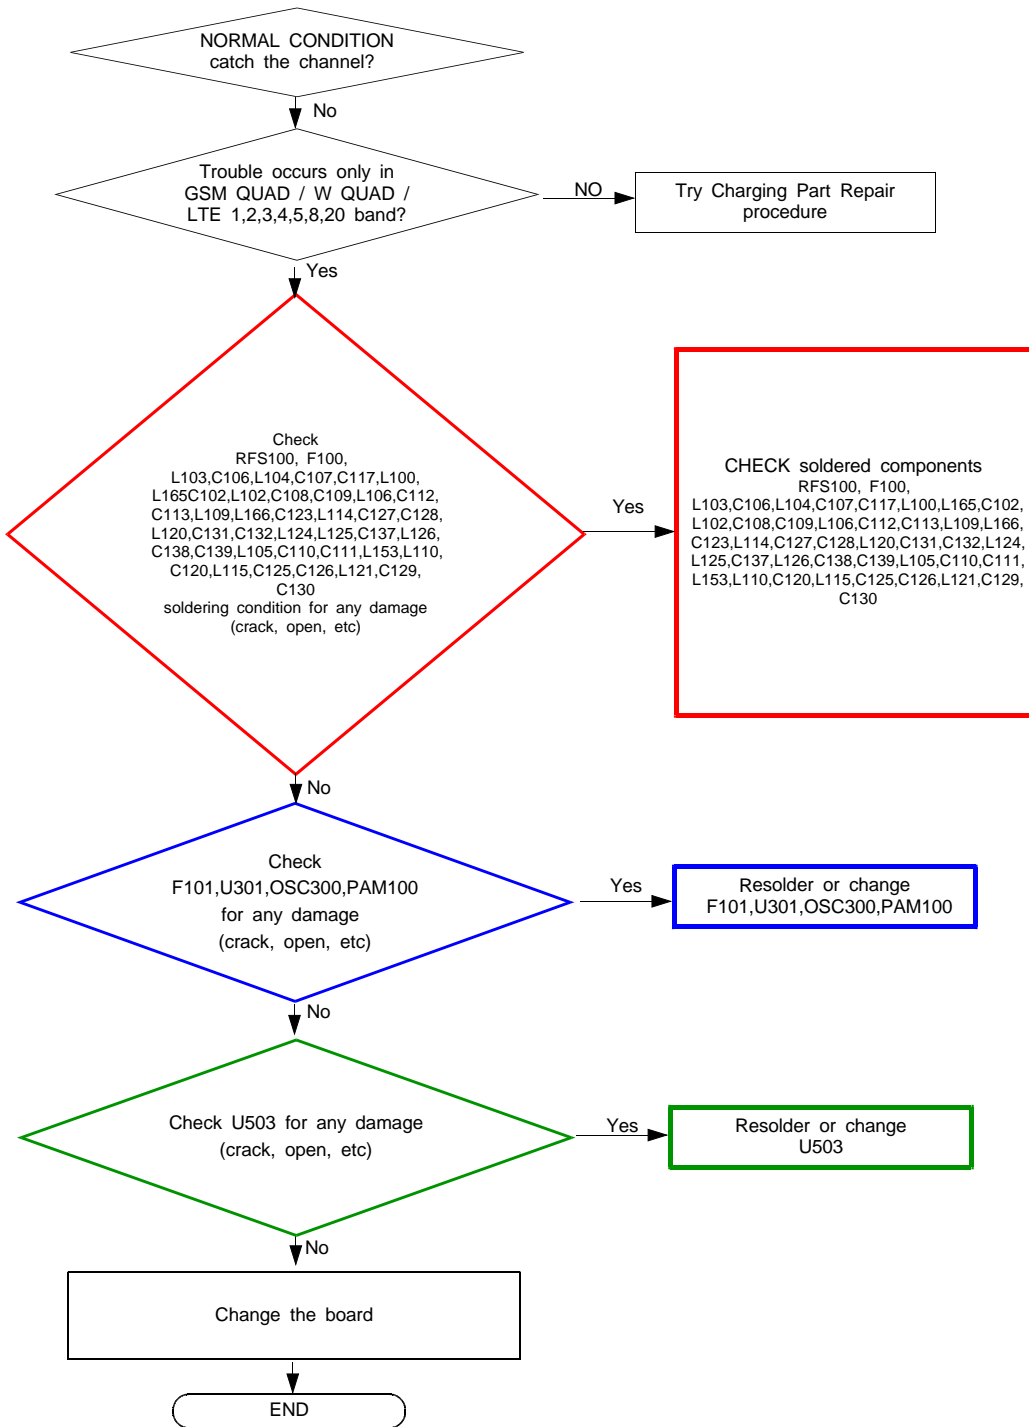 NORMAL CONDITION
catch the channel?
No
Trouble occurs only in
GSM QUAD / W QUAD /
LTE 1,2,3,4,5,8,20 band?
NO
Try Charging Part Repair
procedure
Yes
Check
RFS100, F100,
L103,C106,L104,C107,C117,L100,
L165C102,L102,C108,C109,L106,C112,
C113,L109,L166,C123,L114,C127,C128,
L120,C131,C132,L124,L125,C137,L126,
C138,C139,L105,C110,C111,L153,L110,
C120,L115,C125,C126,L121,C129,
C130
soldering condition for any damage
(crack, open, etc)
Yes
CHECK soldered components
RFS100, F100,
L103,C106,L104,C107,C117,L100,L165,C102,
L102,C108,C109,L106,C112,C113,L109,L166,
C123,L114,C127,C128,L120,C131,C132,L124,
L125,C137,L126,C138,C139,L105,C110,C111,
L153,L110,C120,L115,C125,C126,L121,C129,
C130
No
Check
F101,U301,OSC300,PAM100
for any damage
(crack, open, etc)
Yes
Resolder or change
F101,U301,OSC300,PAM100
No
Check U503 for any damage
(crack, open, etc)
Yes
Resolder or change
U503
No
Change the board
END